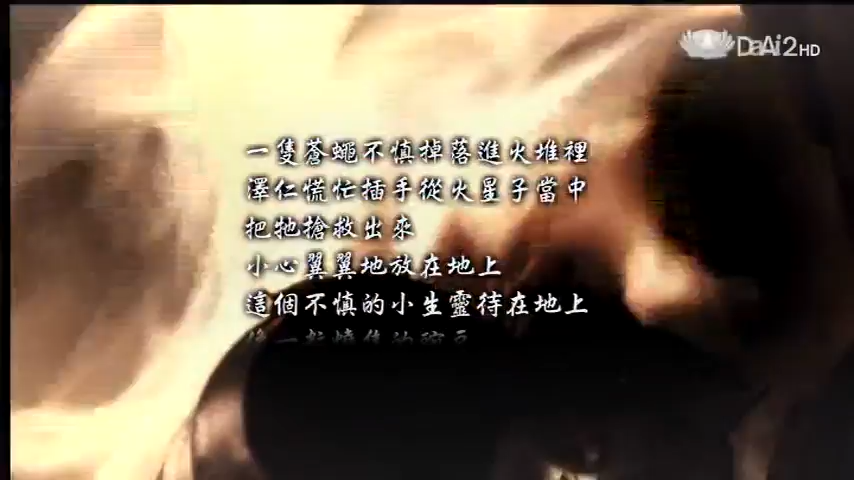 DaAi2HD
一隻蒼蠅不慎掉落進火堆裡
澤仁慌忙插手從火星子當中
把牠搶救出來
小心翼翼地放在地上
這個不慎的小生靈待在地上